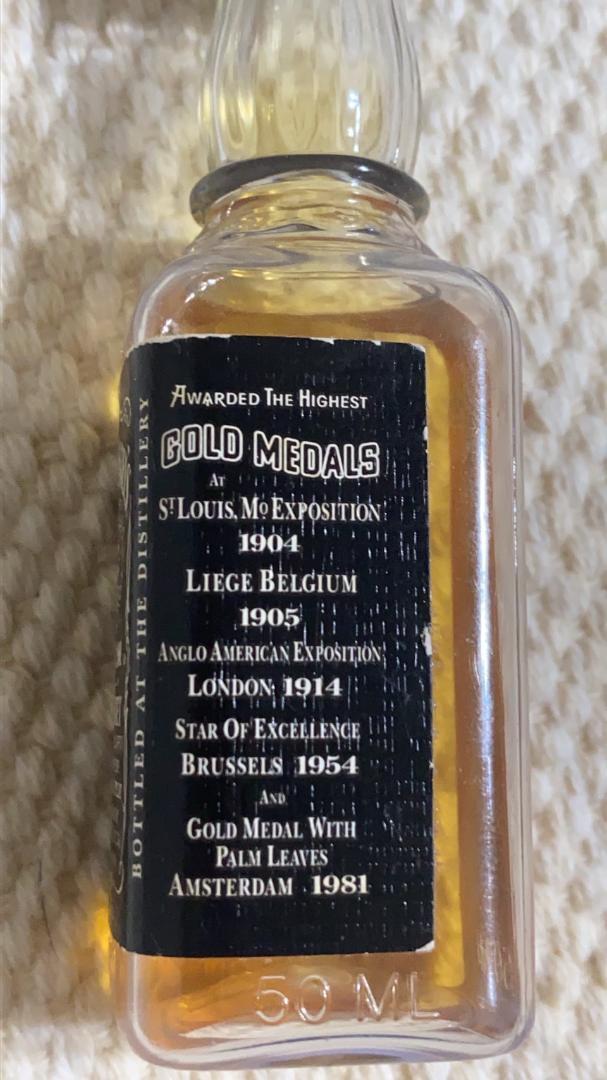 AWARDED THE HIGHEST
GOLD MEDALS
AT
ST LOUIS, MO EXPOSITION
1904
LIEGE BELGIUM
1905
ANGLO AMERICAN EXPOSITION
LONDON 1914
STAR OF EXCELLENCE
BRUSSELS 1954
AND
GOLD MEDAL WITH
PALM LEAVES
AMSTERDAM 1981
BOTTLED AT THE DISTILLERY
50 ML